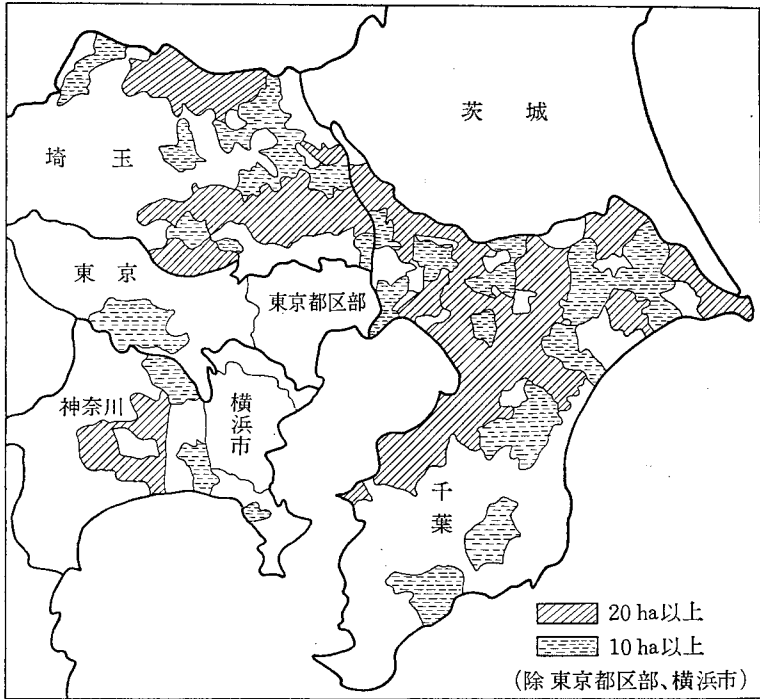 茨城
埼玉
東京
東京都区部
神奈川
横浜市
千葉
20 ha以上
10 ha以上
(除 東京都区部、横浜市)